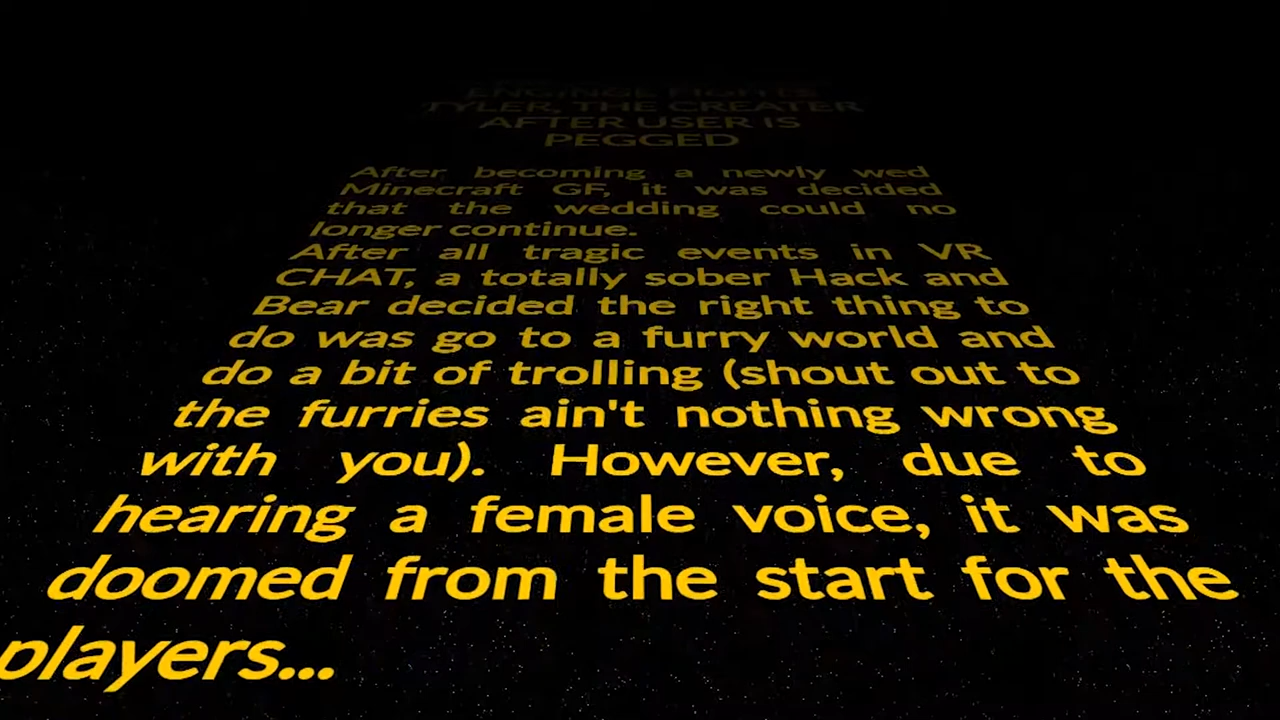 TYLER, THE CREATER
AFTER USER IS
PEGGED
After becoming a newly wed
Minecraft GF, it was decided
that the wedding could no
longer continue.
After all tragic events in VR
CHAT, a totally sober Hack and
Bear decided the right thing to
do was go to a furry world and
do a bit of trolling (shout out to
the furries ain't nothing wrong
with you). However, due to
hearing a female voice, it was
doomed from the start for the
players...